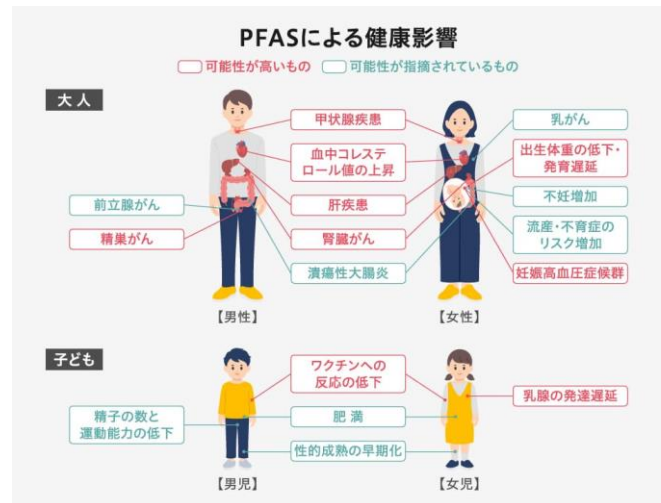 PFASによる健康影響
可能性が高いもの 可能性が指摘されているもの
大人
甲状腺疾患
血中コレステ
ロール値の上昇
肝疾患
腎臓がん
潰瘍性大腸炎
前立腺がん
精巣がん
乳がん
出生体重の低下・
発育遅延
不妊増加
流産・不育症の
リスク増加
妊娠高血圧症候群
【男性】
【女性】
子ども
ワクチンへの
反応の低下
肥満
性的成熟の早期化
精子の数と
運動能力の低下
乳腺の発達遅延
【男児】
【女児】